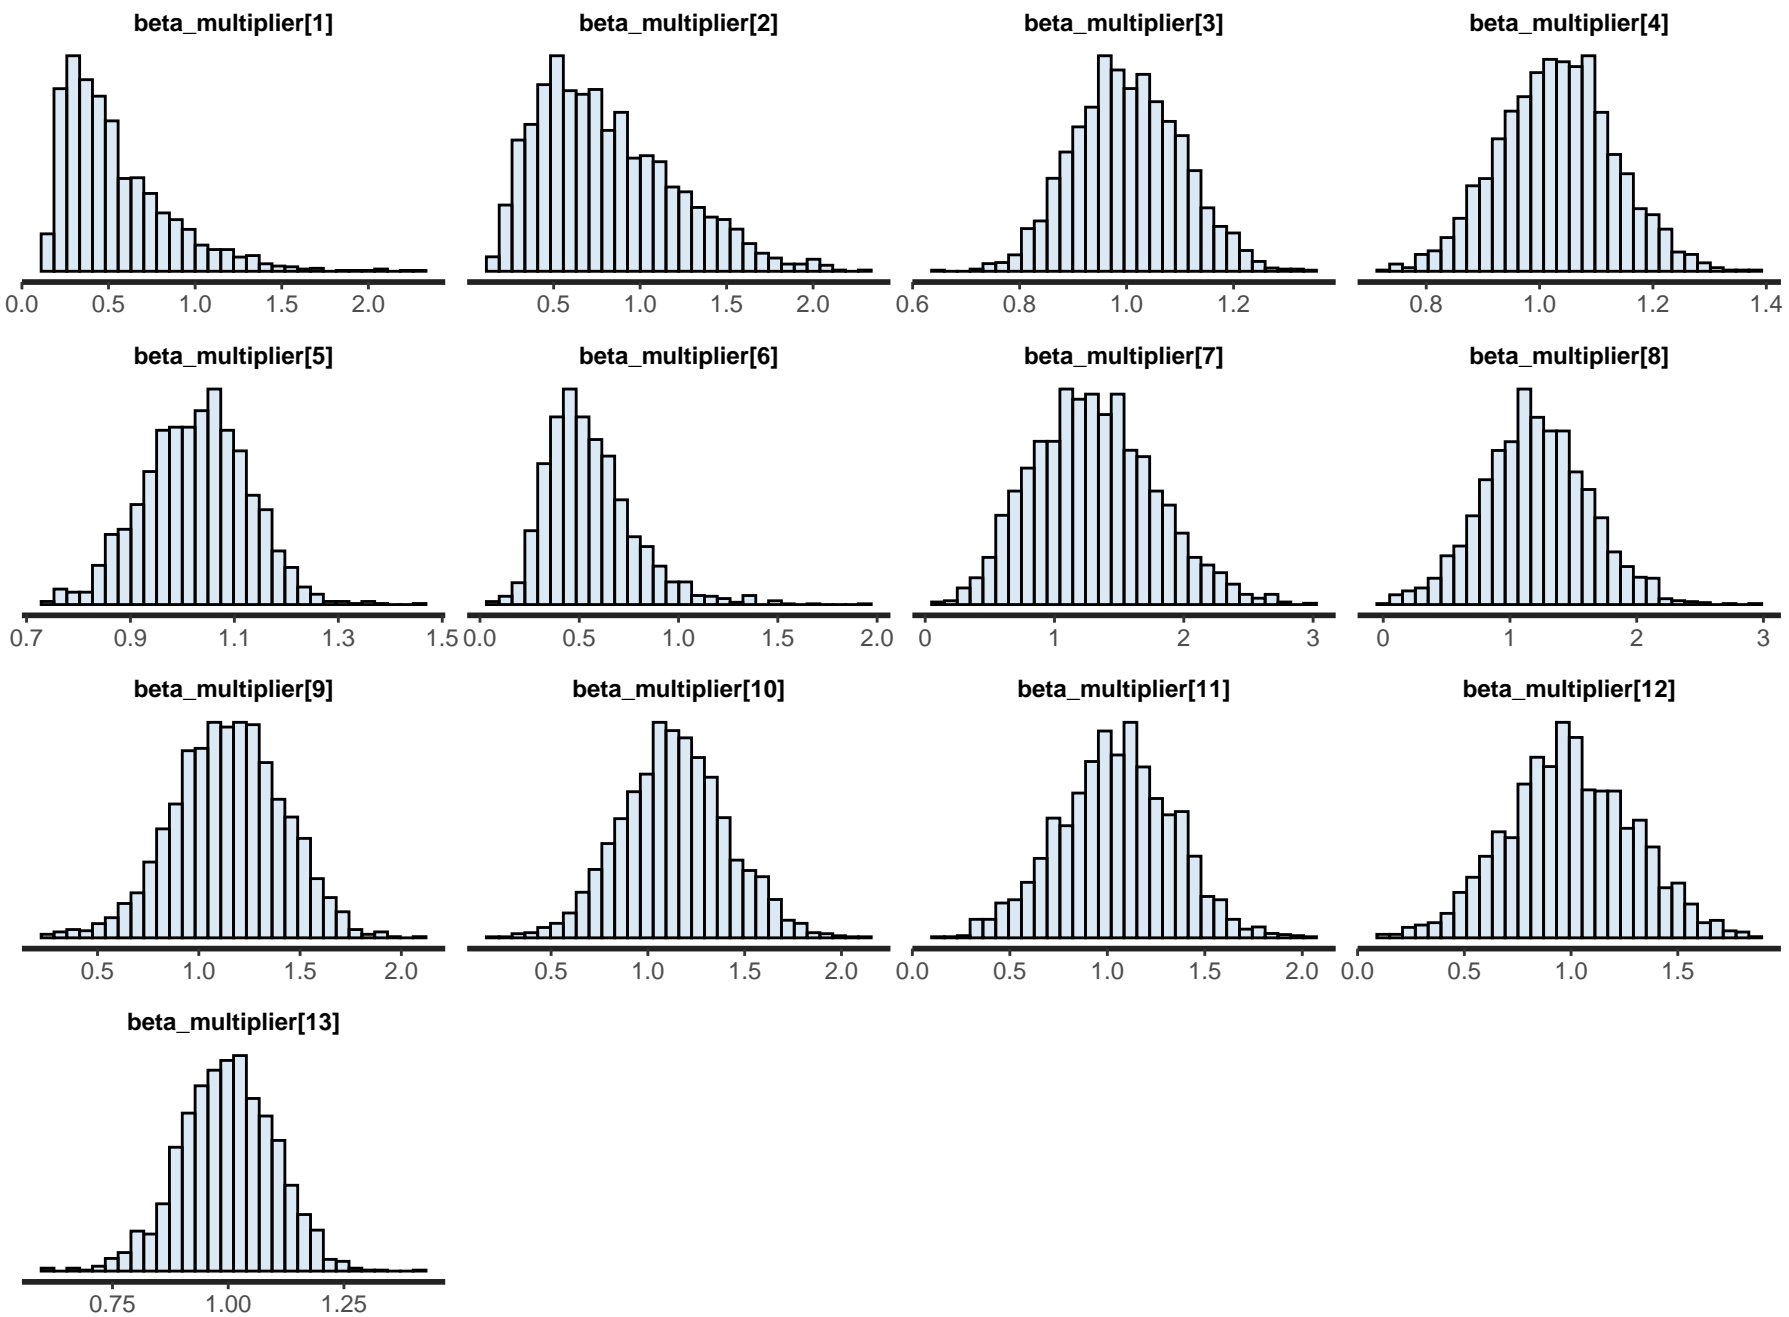 beta_multiplier[1] beta_multiplier[2] beta_multiplier[3] beta_multiplier[4]
0.0 0.5 1.0 1.5 2.0 0.5 1.0 1.5 2.0 0.6 0.8 1.0 1.2 0.8 1.0 1.2 1.4
beta_multiplier[5] beta_multiplier[6] beta_multiplier[7] beta_multiplier[8]
0.7 0.9 1.1 1.3 1.5 0.0 0.5 1.0 1.5 2.0 0 1 2 3 0 1 2 3
beta_multiplier[9] beta_multiplier[10] beta_multiplier[11] beta_multiplier[12]
0.5 1.0 1.5 2.0 0.5 1.0 1.5 2.0 0.0 0.5 1.0 1.5 2.0 0.0 0.5 1.0 1.5
beta_multiplier[13]
0.75 1.00 1.25